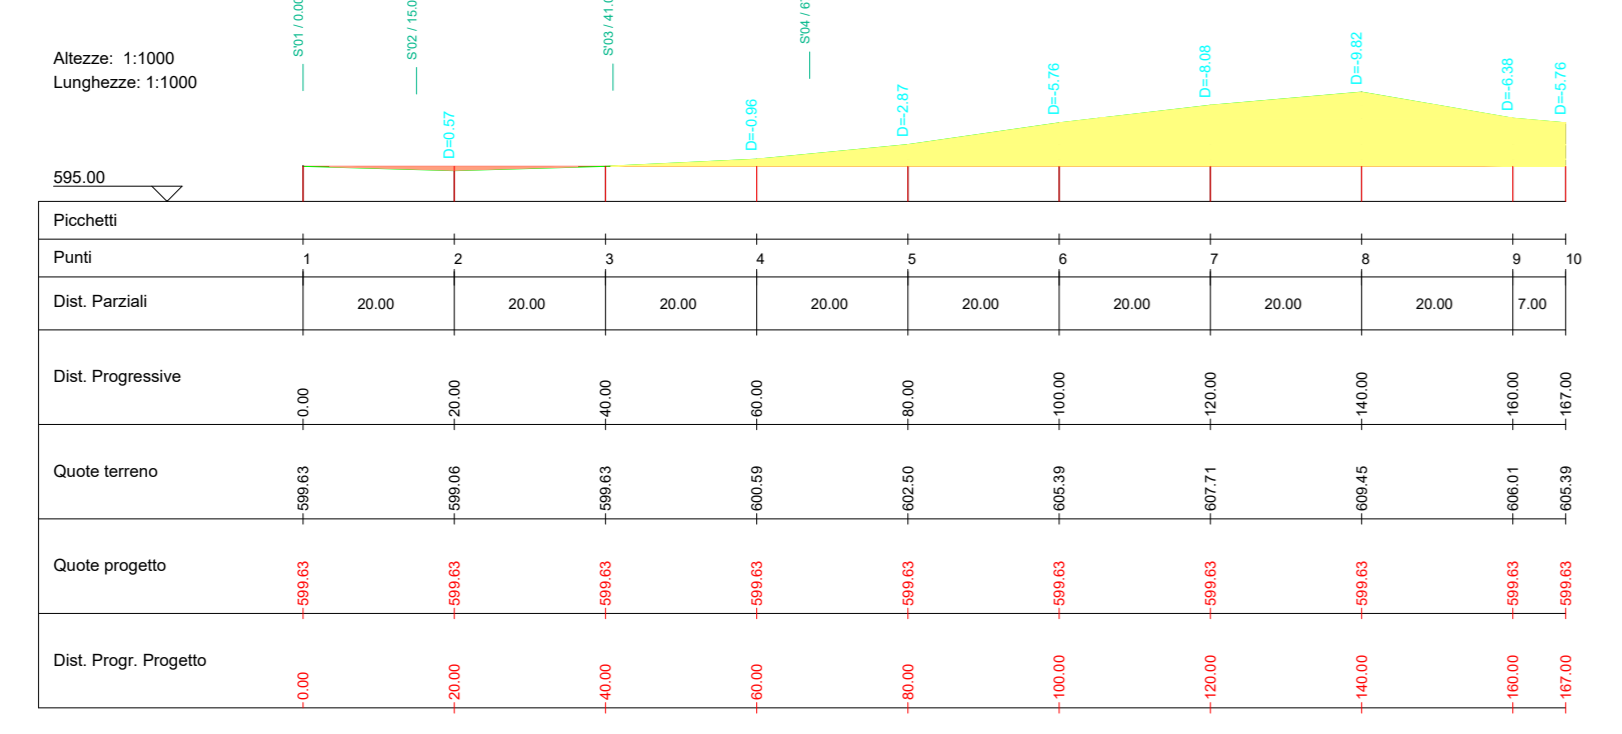 S'01 / 0.00
S'02 / 15.0
S'03 / 41.0
S'04 / 6
Altezze: 1:1000
Lunghezze: 1:1000
D=0.57
D=-0.96
D=-2.87
D=-5.76
D=-8.08
D=-9.82
D=-6.38
D=-5.76
595.00
Picchetti
Punti 1 2 3 4 5 6 7 8 9 10
Dist. Parziali 20.00 20.00 20.00 20.00 20.00 20.00 20.00 20.00 7.00
Dist. Progressive 0.00 20.00 40.00 60.00 80.00 100.00 120.00 140.00 160.00 167.00
Quote terreno 599.63 599.06 599.63 600.59 602.50 605.39 607.71 609.45 606.01 605.39
Quote progetto 599.63 599.63 599.63 599.63 599.63 599.63 599.63 599.63 599.63 599.63
Dist. Progr. Progetto 0.00 20.00 40.00 60.00 80.00 100.00 120.00 140.00 160.00 167.00